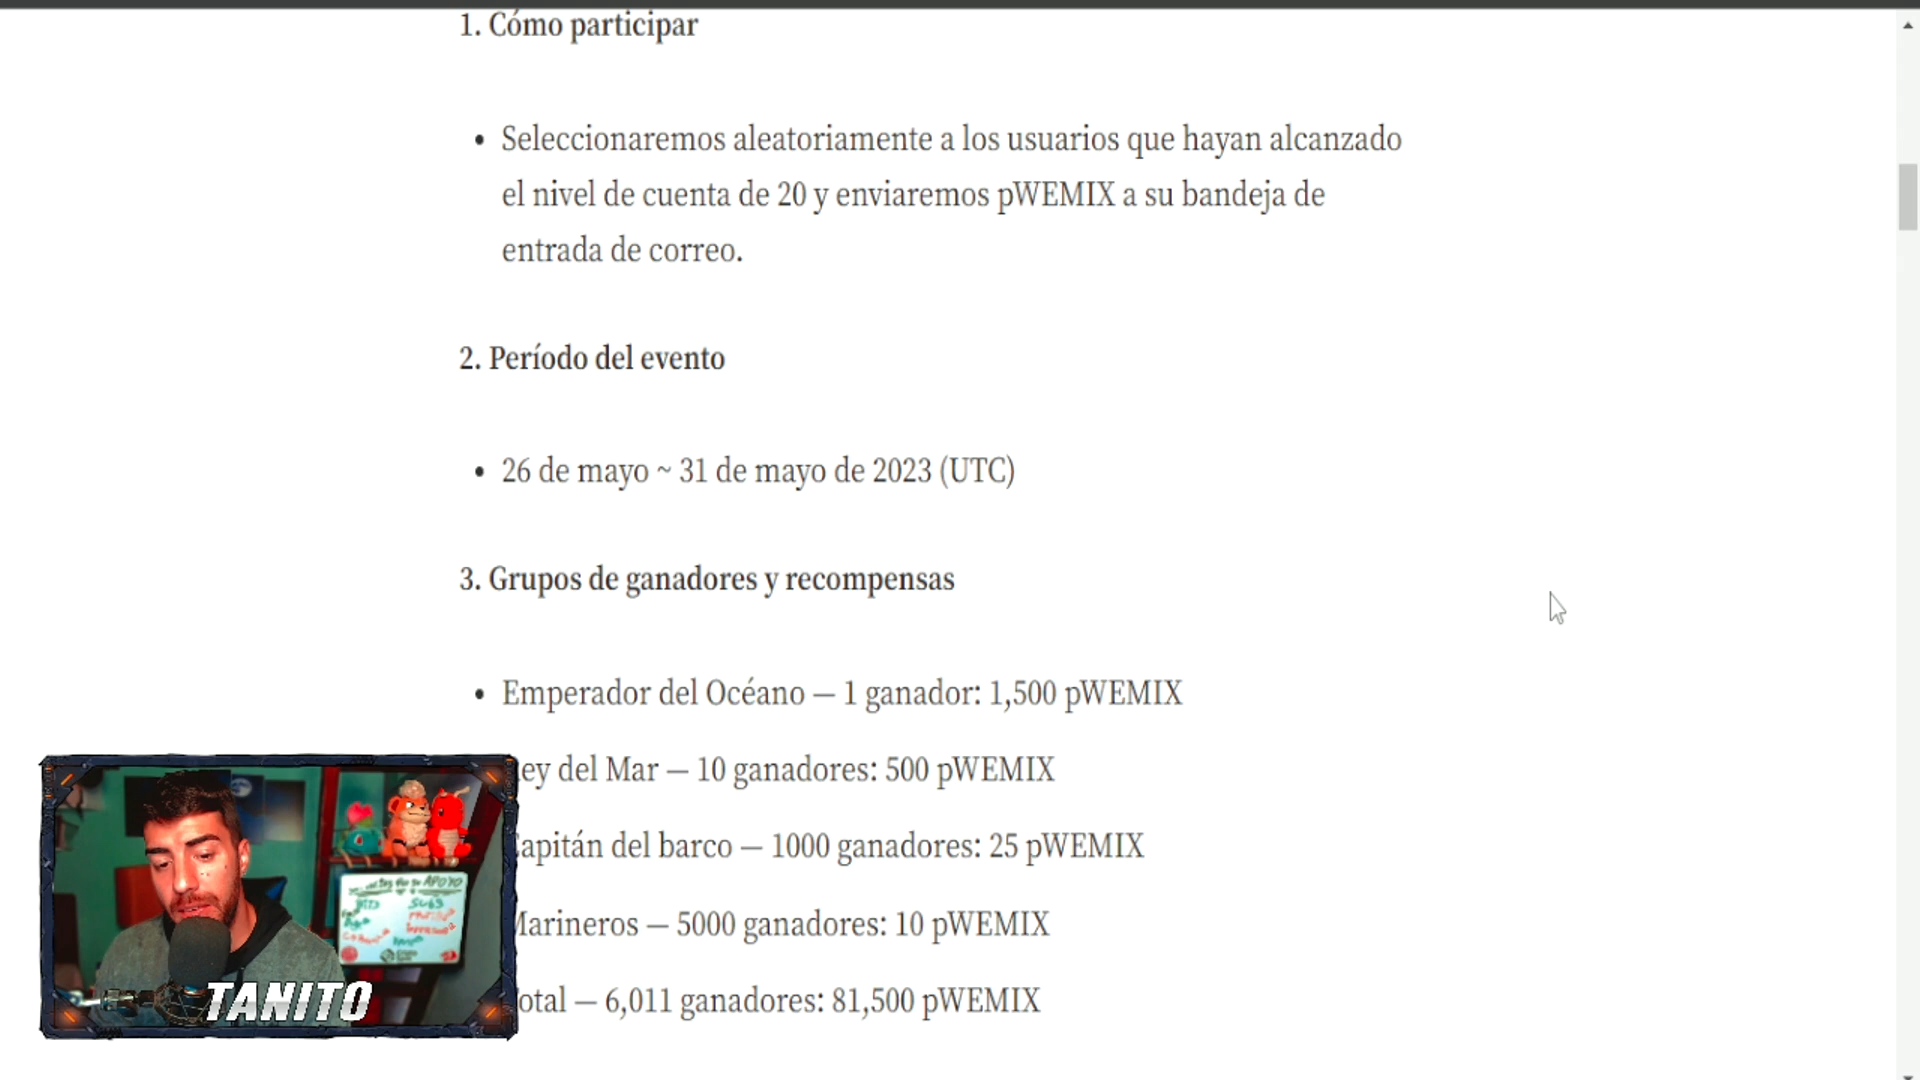 1. Cómo participar
• Seleccionaremos aleatoriamente a los usuarios que hayan alcanzado
el nivel de cuenta de 20 y enviaremos pWEMIX a su bandeja de
entrada de correo.
2. Período del evento
• 26 de mayo ~ 31 de mayo de 2023 (UTC)
3. Grupos de ganadores y recompensas
• Emperador del Océano — 1 ganador: 1,500 pWEMIX
ey del Mar — 10 ganadores: 500 pWEMIX
apitán del barco — 1000 ganadores: 25 pWEMIX
Marineros — 5000 ganadores: 10 pWEMIX
otal — 6,011 ganadores: 81,500 pWEMIX
APOYO
SUBS
TANITO